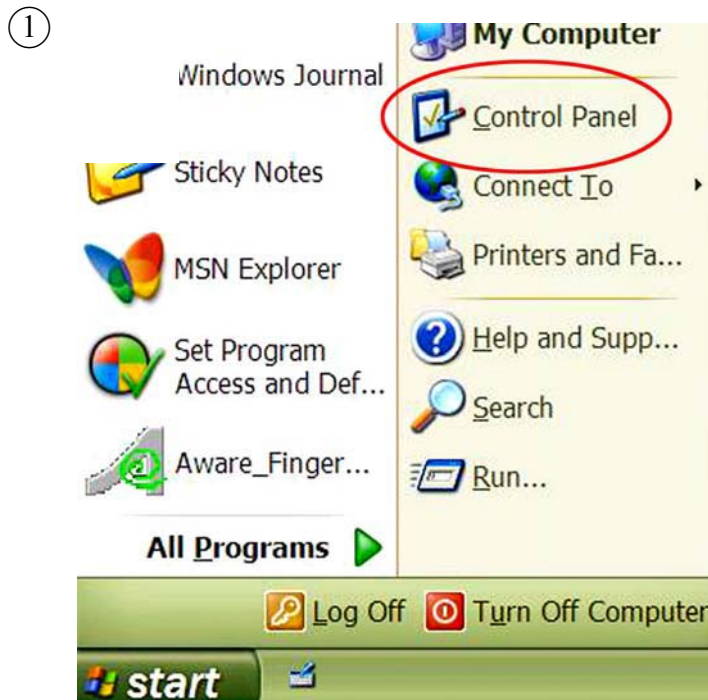 1
Windows Journal
Sticky Notes
MSN Explorer
Set Program
Access and Def...
Aware_Finger...
All Programs
My Computer
Control Panel
Connect To
Printers and Fa...
Help and Supp...
Search
Run...
Log Off
Turn Off Computer
start